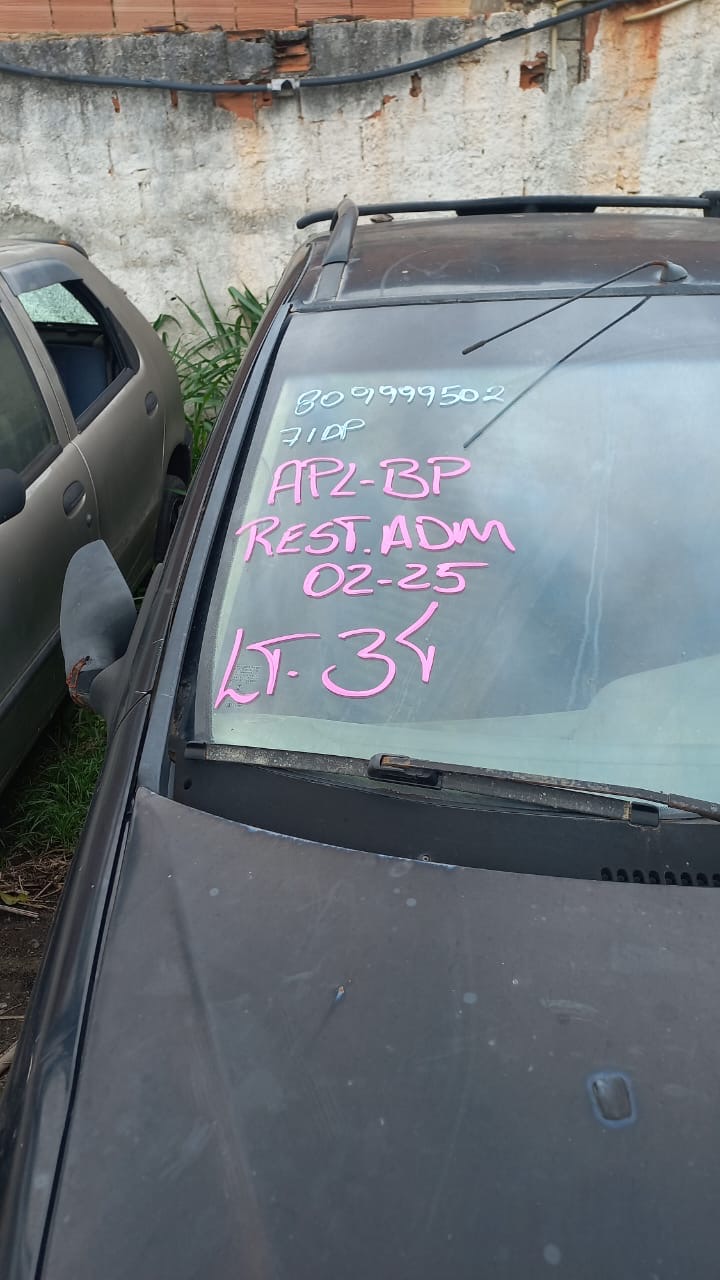 809999502
71DP
APL-BP
REST.ADM
02-25
LT-34